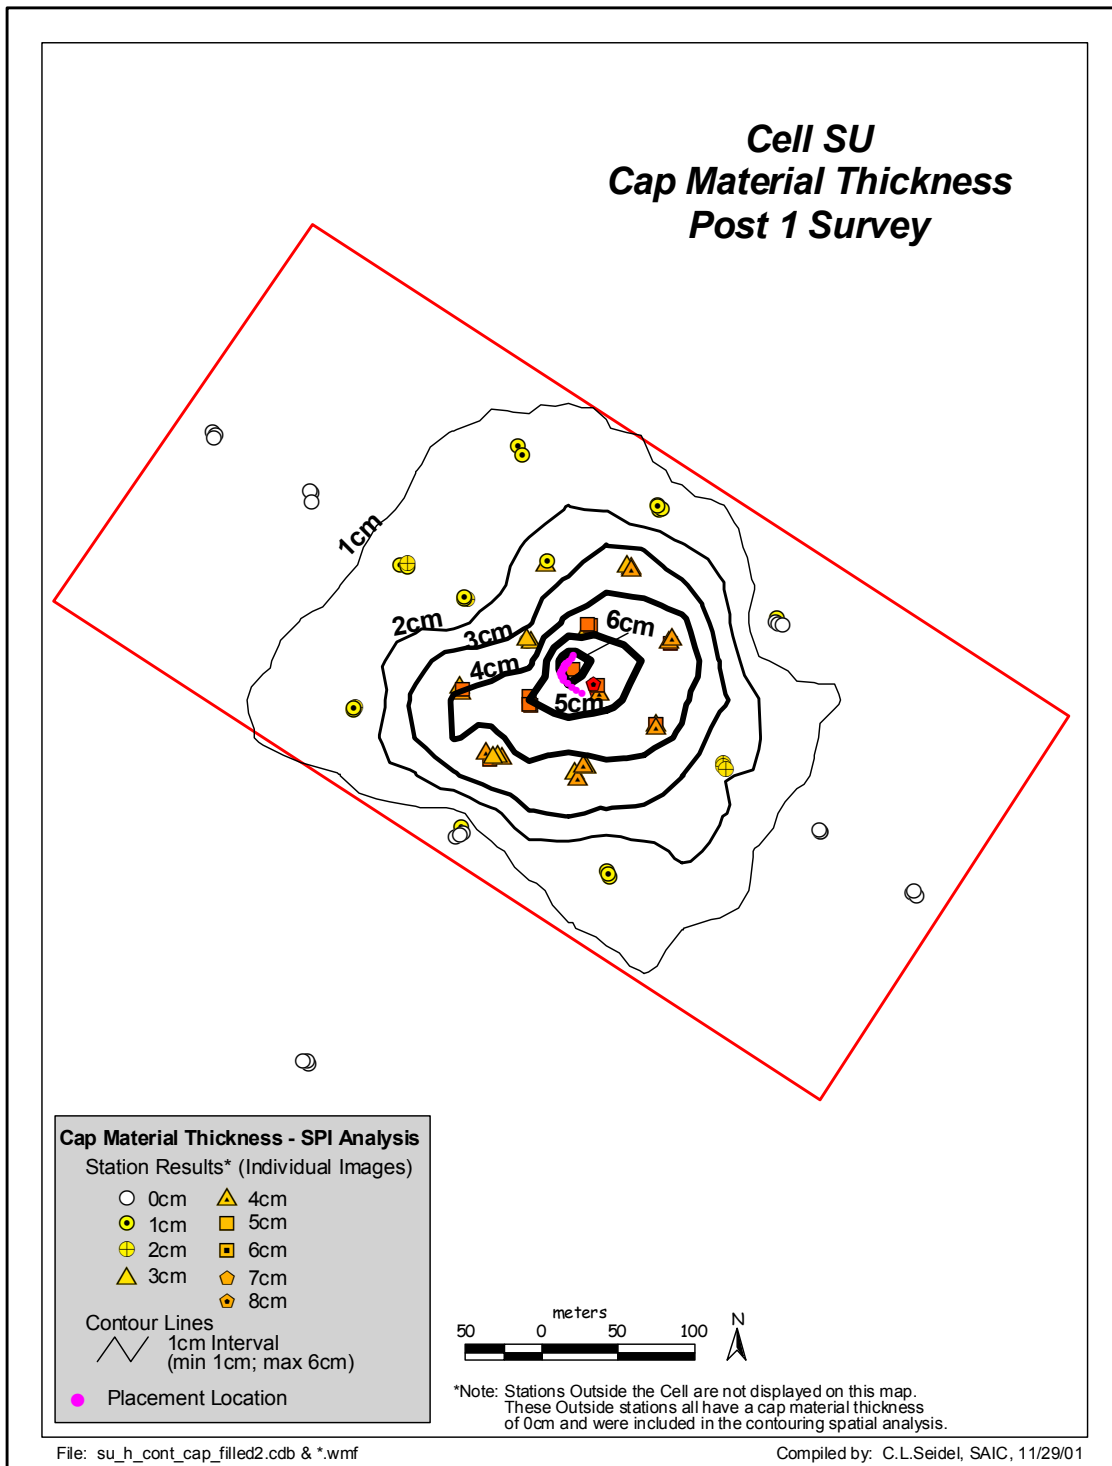 Cell SU
Cap Material Thickness
Post 1 Survey
1cm
2cm
3cm
4cm
6cm
5cm
Cap Material Thickness - SPI Analysis
Station Results* (Individual Images)
0cm
1cm
2cm
3cm
4cm
5cm
6cm
7cm
8cm
Contour Lines
1cm Interval
(min 1cm; max 6cm)
Placement Location
meters
50 0 50 100
N
*Note: Stations Outside the Cell are not displayed on this map.
These Outside stations all have a cap material thickness
of 0cm and were included in the contouring spatial analysis.
File: su_h_cont_cap_filled2.cdb & *.wmf
Compiled by: C.L.Seidel, SAIC, 11/29/01